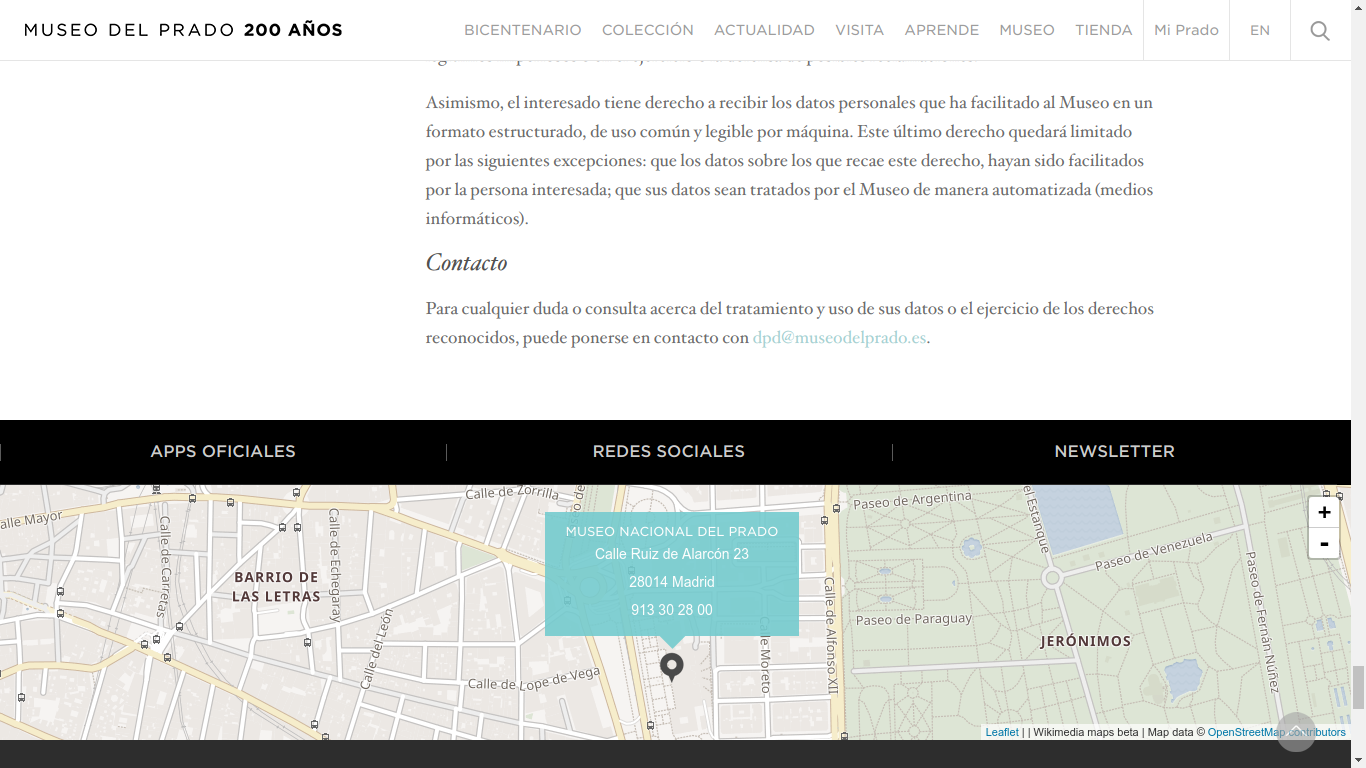 MUSEO DEL PRADO 200 AÑOS
BICENTENARIO COLECCIÓN ACTUALIDAD VISITA APRENDE MUSEO TIENDA Mi Prado EN
Asimismo, el interesado tiene derecho a recibir los datos personales que ha facilitado al Museo en un
formato estructurado, de uso común y legible por máquina. Este último derecho quedará limitado
por las siguientes excepciones: que los datos sobre los que recae este derecho, hayan sido facilitados
por la persona interesada; que sus datos sean tratados por el Museo de manera automatizada (medios
informáticos).
Contacto
Para cualquier duda o consulta acerca del tratamiento y uso de sus datos o el ejercicio de los derechos
reconocidos, puede ponerse en contacto con dpd@museodelprado.es.
APPS OFICIALES
REDES SOCIALES
NEWSLETTER
alle Mayor
Calle de Carretas
Calle de Echegaray
BARRIO DE
LAS LETRAS
Calle del León
Calle de Zorrilla
Calle de Lope de Vega
MUSEO NACIONAL DEL PRADO
Calle Ruiz de Alarcón 23
28014 Madrid
913 30 28 00
Calle Moreto
Calle de Alfonso XII
Paseo de Argentina
el Estanque
Paseo de Venezuela
Paseo de Paraguay
JERÓNIMOS
Paseo de Fernán Núñez
+
-
Leaflet | | Wikimedia maps beta | Map data © OpenStreetMap contributors